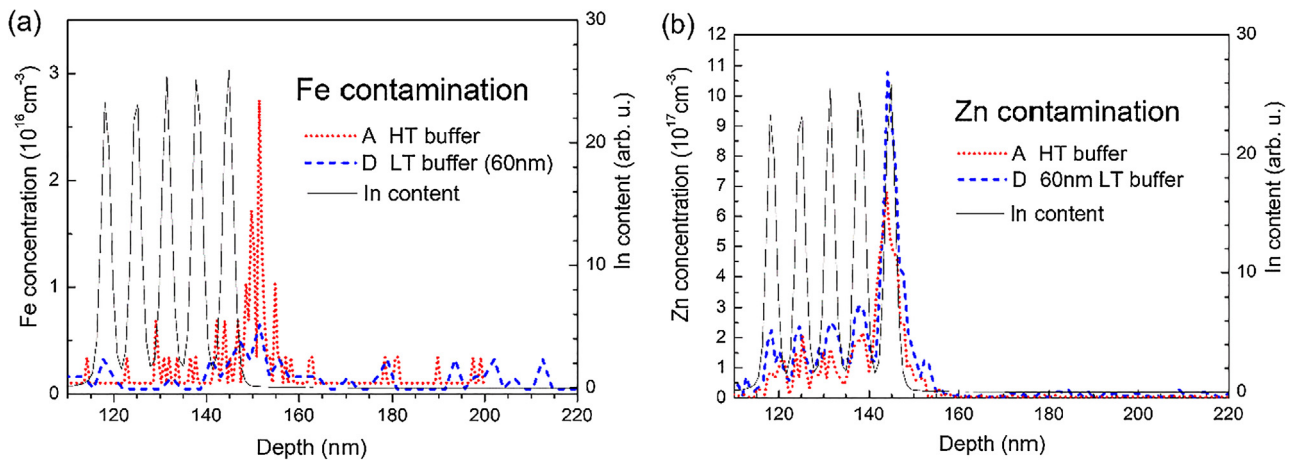 (a)
Fe concentration (10¹⁶cm⁻³)
3
2
1
0
Fe contamination
A HT buffer
D LT buffer (60nm)
In content
30
20
10
0
In content (arb. u.)
120 140 160 180 200 220
Depth (nm)
(b)
Zn concentration (10¹⁷cm⁻³)
12
11
10
9
8
7
6
5
4
3
2
1
0
Zn contamination
A HT buffer
D 60nm LT buffer
In content
30
20
10
0
In content (arb. u.)
120 140 160 180 200 220
Depth (nm)